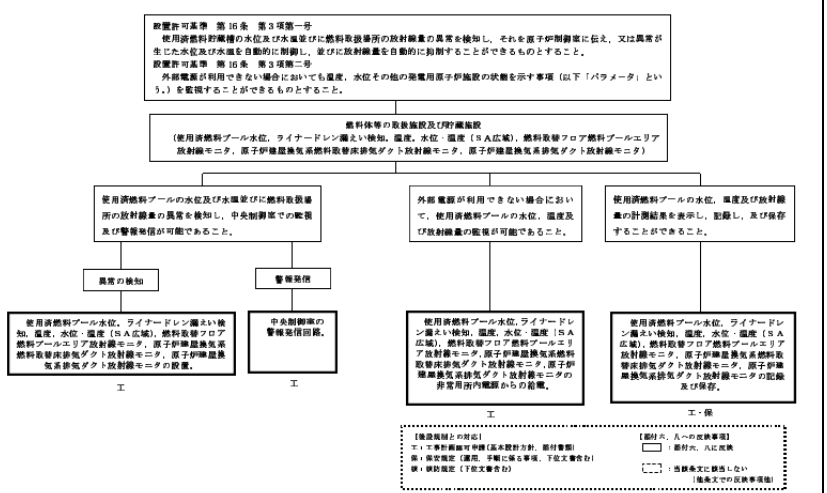 設置許可基準 第16条 第3項第一号
使用済燃料貯蔵槽の水位及び水温並びに燃料取扱場所の放射線量の異常を検知し、それを原子炉制御室に伝え、又は異常が
生じた水位及び水温を自動的に制御し、並びに放射線量を自動的に抑制することができるものとすること。
設置許可基準 第16条 第3項第二号
外部電源が利用できない場合においても温度、水位その他の発電用原子炉施設の状態を示す事項（以下「パラメータ」とい
う。）を監視することができるものとすること。
燃料体等の取扱施設及び貯蔵施設
（使用済燃料プール水位、ライナードレン漏えい検知、温度、水位・温度（ＳＡ広域）、燃料取替フロア燃料プールエリア
放射線モニタ、原子炉建屋換気系燃料取替床排気ダクト放射線モニタ、原子炉建屋換気系排気ダクト放射線モニタ）
使用済燃料プールの水位及び水温並びに燃料取扱場
所の放射線量の異常を検知し、中央制御室での監視
及び警報発信が可能であること。
外部電源が利用できない場合におい
て、使用済燃料プールの水位、温度及
び放射線量の監視が可能であること。
使用済燃料プールの水位、温度及び放射線
量の計測結果を表示し、記録し、及び保存
することができること。
異常の検知
警報発信
使用済燃料プール水位、ライナードレン漏えい検
知、温度、水位・温度（ＳＡ広域）、燃料取替フロア
燃料プールエリア放射線モニタ、原子炉建屋換気系
燃料取替床排気ダクト放射線モニタ、原子炉建屋換
気系排気ダクト放射線モニタの設置。
工
中央制御室の
警報発信回路。
工
使用済燃料プール水位、ライナードレ
ン漏えい検知、温度、水位・温度（ＳＡ
広域）、燃料取替フロア燃料プールエリ
ア放射線モニタ、原子炉建屋換気系燃料
取替床排気ダクト放射線モニタ、原子炉
建屋換気系排気ダクト放射線モニタの
非常用所内電源からの給電。
工
使用済燃料プール水位、ライナードレ
ン漏えい検知、温度、水位・温度（ＳＡ広
域）、燃料取替フロア燃料プールエリア放
射線モニタ、原子炉建屋換気系燃料取
替床排気ダクト放射線モニタ、原子炉建
屋換気系排気ダクト放射線モニタの記録
及び保存。
工・保
【後段規制との対応】
工：工事計画認可申請（基本設計方針、添付書類）
保：保安規定（運用、手順に係る事項、下位文書含む）
核：核防規定（下位文書含む）
【添付六、八への反映事項】
：添付六、八に反映
：当該条文に該当しない
（他条文での反映事項他）